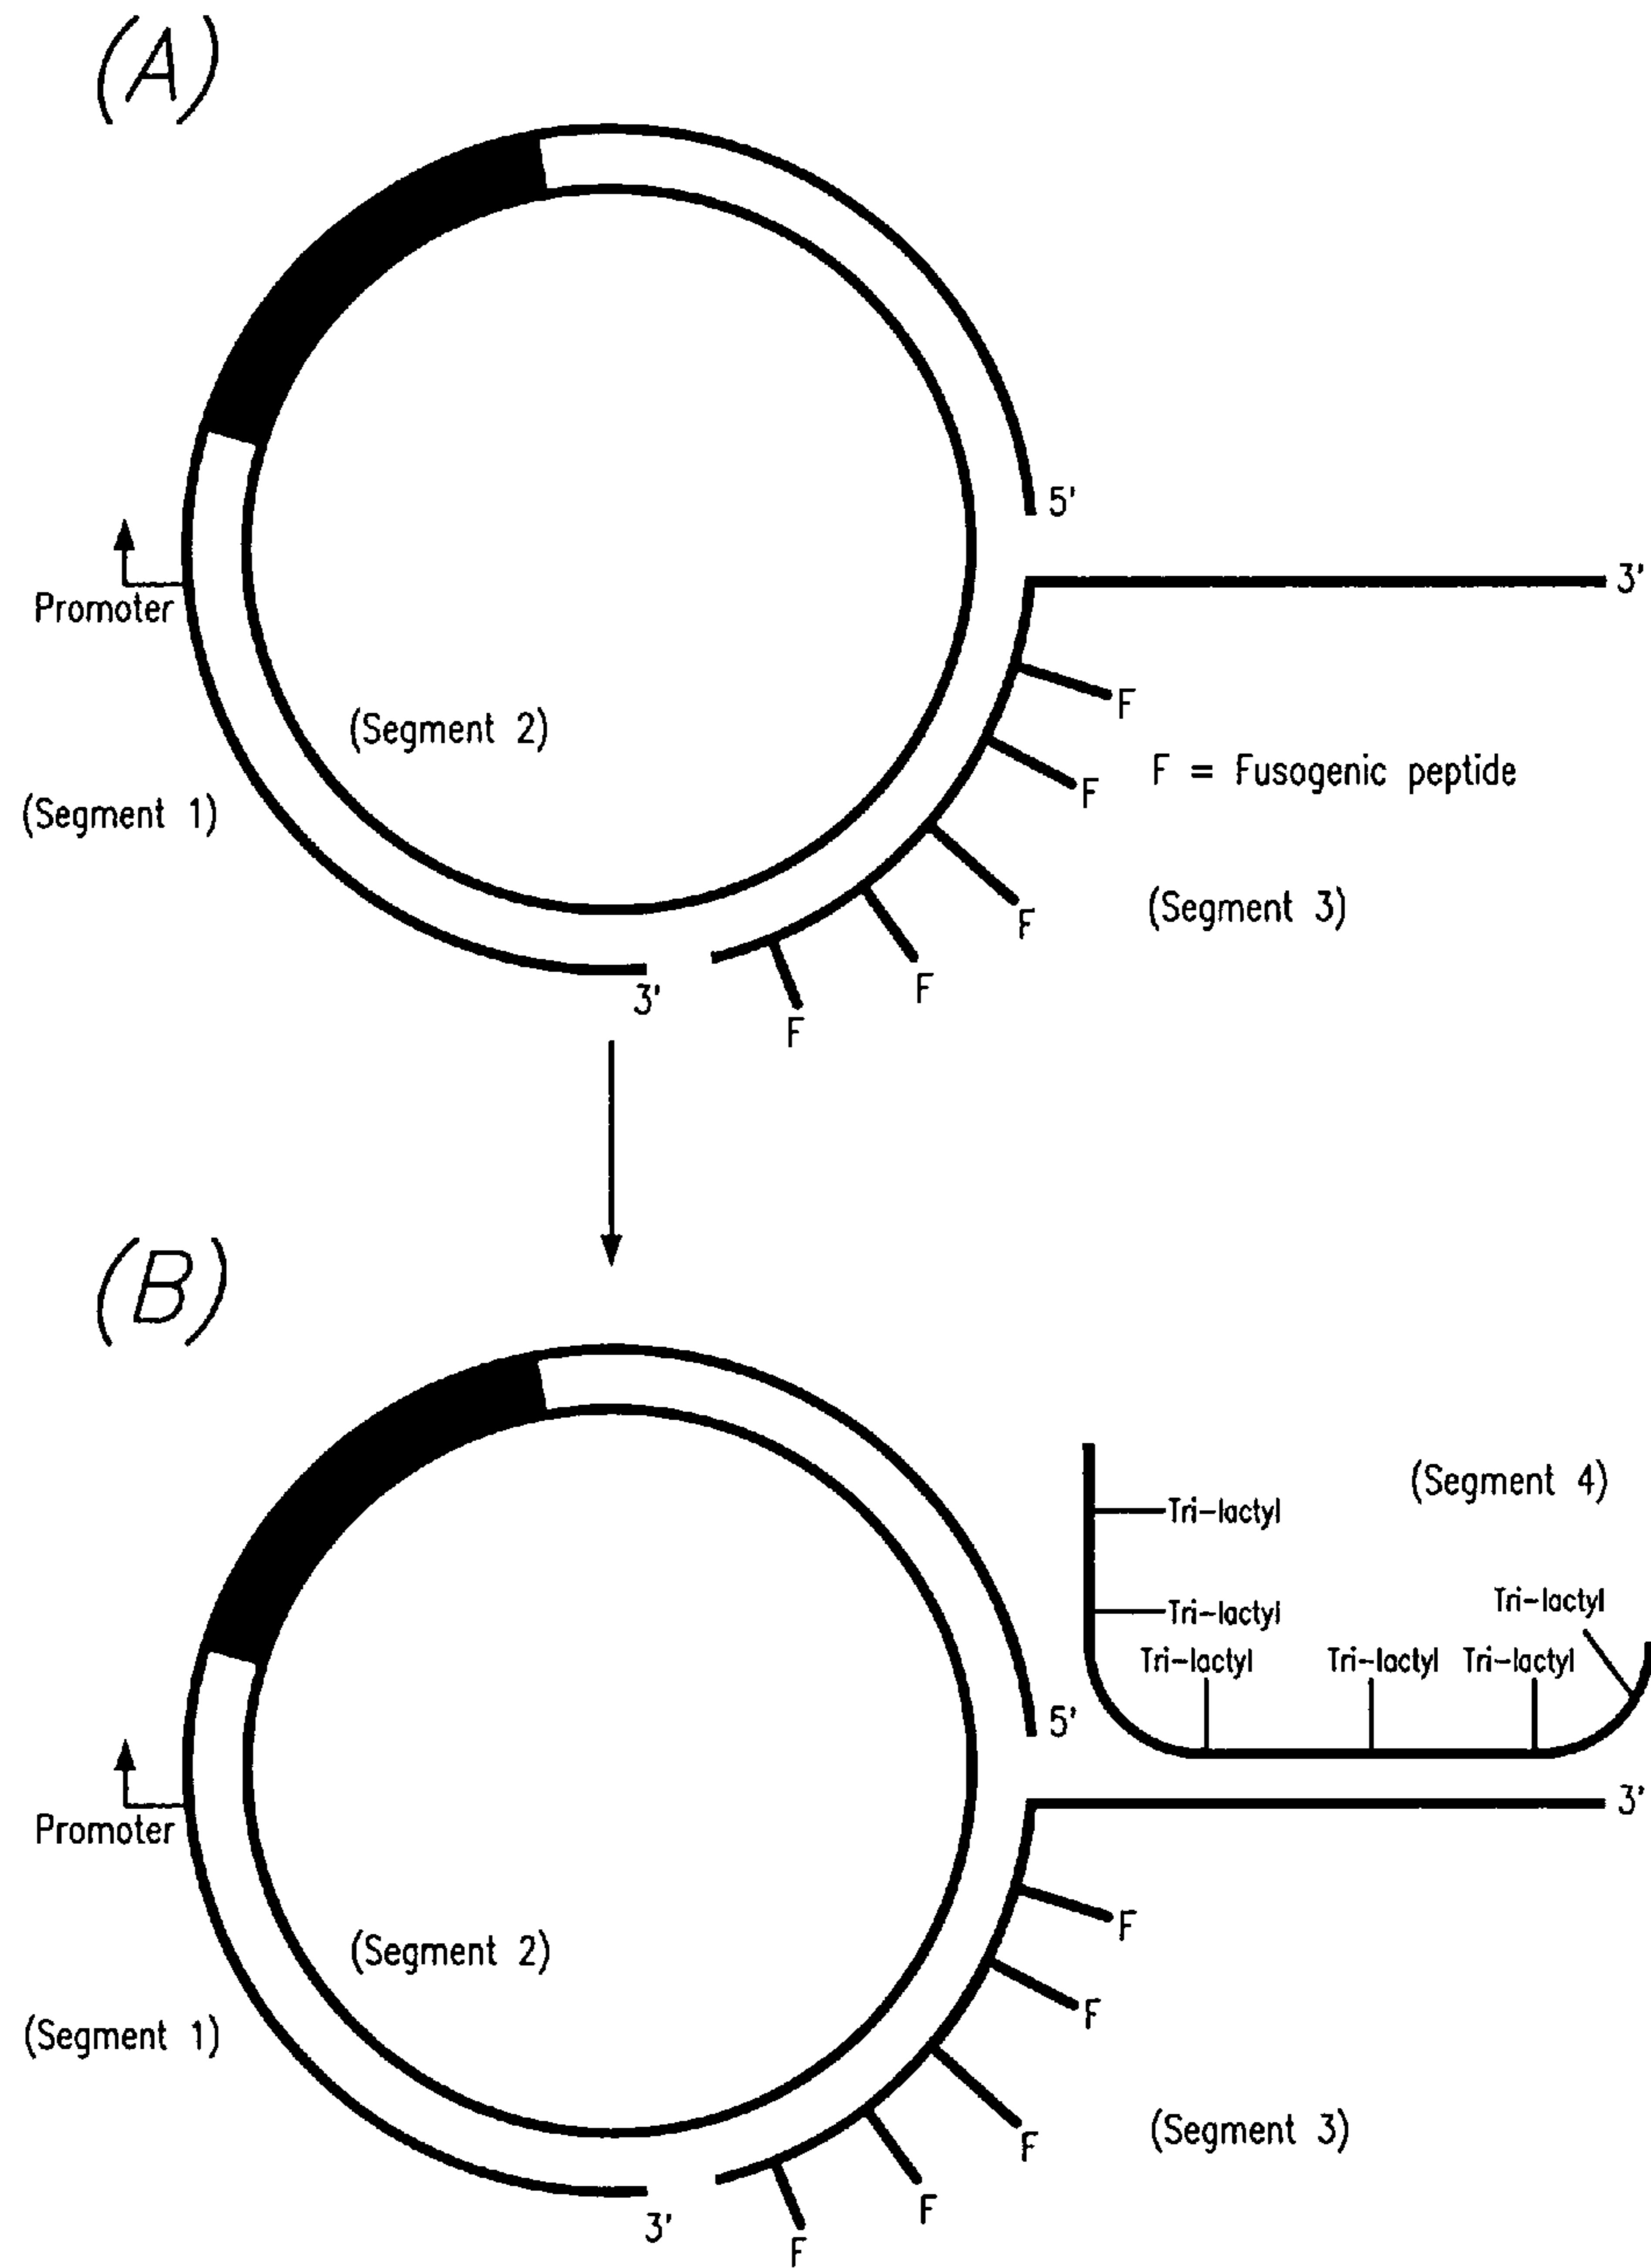 (A)
5'
3'
Promoter
F
(Segment 2)
F = Fusogenic peptide
F
(Segment 1)
(Segment 3)
F
F
3'
F
(B)
(Segment 4)
Tri-lactyl
Tri-lactyl
Tri-lactyl
Tri-lactyl
Tri-lactyl
Tri-lactyl
5'
3'
Promoter
F
(Segment 2)
F
(Segment 1)
(Segment 3)
F
F
3'
F